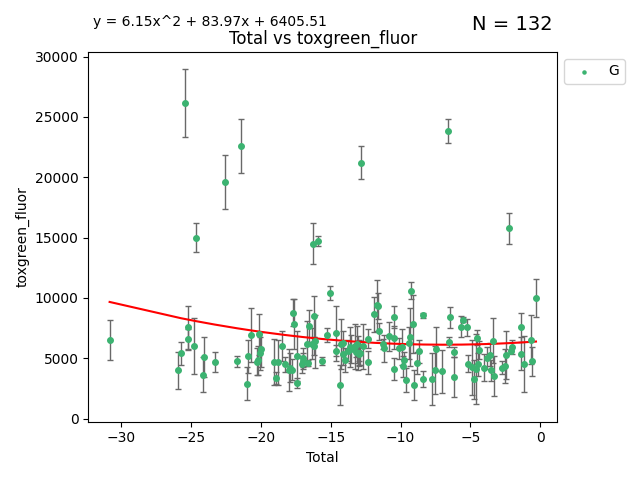 y = 6.15x^2 + 83.97x + 6405.51
N = 132
Total vs toxgreen_fluor
G
toxgreen_fluor
30000
25000
20000
15000
10000
5000
0
−30
−25
−20
−15
−10
−5
0
Total